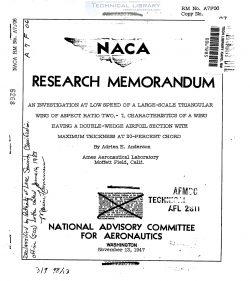 TECHNICAL LIBRARY
RM No. A7F06
Copy No.
NACA RM No. A7F06
NACA
RESEARCH MEMORANDUM
AN INVESTIGATION AT LOW SPEED OF A LARGE-SCALE TRIANGULAR
WING OF ASPECT RATIO TWO.- I. CHARACTERISTICS OF A WING
HAVING A DOUBLE-WEDGE AIRFOIL SECTION WITH
MAXIMUM THICKNESS AT 20-PERCENT CHORD
By Adrien E. Anderson
Ames Aeronautical Laboratory
Moffett Field, Calif.
AFL 2811
NATIONAL ADVISORY COMMITTEE
FOR AERONAUTICS
WASHINGTON
November 13, 1947